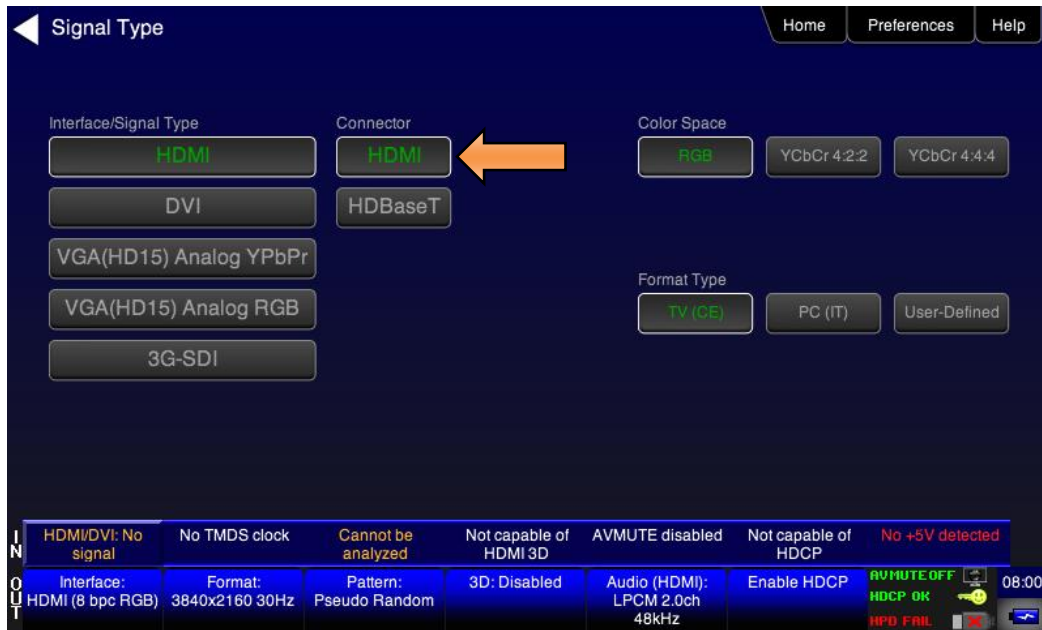 Signal Type
Home
Preferences
Help
Interface/Signal Type
Connector
Color Space
HDMI
HDMI
RGB
YCbCr 4:2:2
YCbCr 4:4:4
DVI
HDBaseT
VGA(HD15) Analog YPbPr
Format Type
VGA(HD15) Analog RGB
TV (CE)
PC (IT)
User-Defined
3G-SDI
IN
HDMI/DVI: No
signal
No TMDS clock
Cannot be
analyzed
Not capable of
HDMI 3D
AVMUTE disabled
Not capable of
HDCP
No +5V detected
OUT
Interface:
HDMI (8 bpc RGB)
Format:
3840x2160 30Hz
Pattern:
Pseudo Random
3D: Disabled
Audio (HDMI):
LPCM 2.0ch
48kHz
Enable HDCP
AVMUTE OFF
HDCP OK
HPD FAIL
08:00